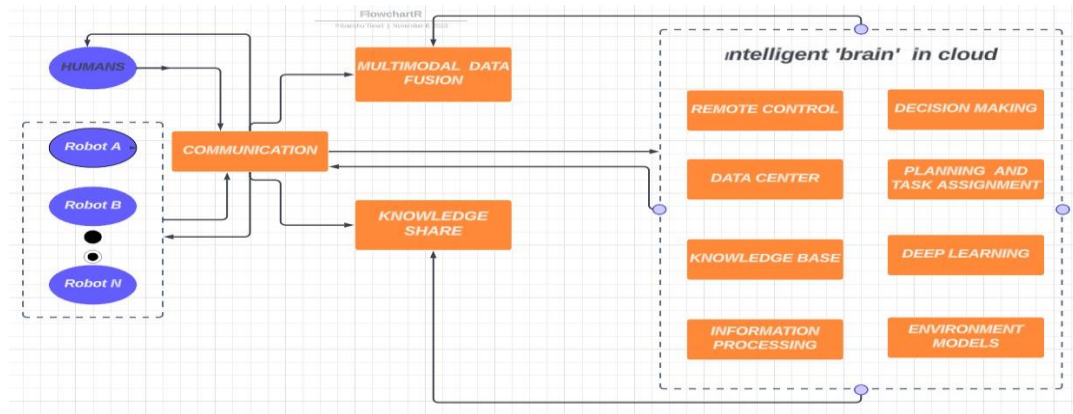 FlowchartR
HUMANS
Robot A
Robot B
Robot N
COMMUNICATION
MULTIMODAL DATA
FUSION
KNOWLEDGE
SHARE
intelligent 'brain' in cloud
REMOTE CONTROL
DECISION MAKING
DATA CENTER
PLANNING AND
TASK ASSIGNMENT
KNOWLEDGE BASE
DEEP LEARNING
INFORMATION
PROCESSING
ENVIRONMENT
MODELS